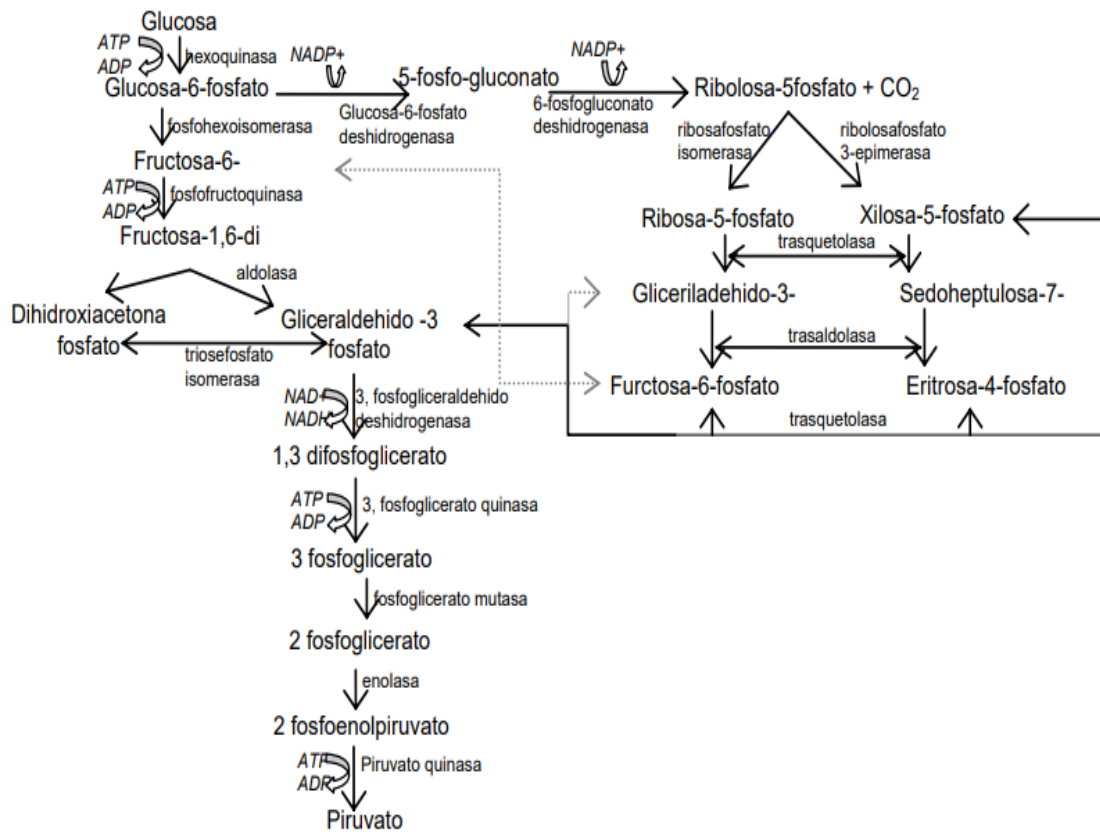 Glucosa
ATP
ADP
hexoquinasa
Glucosa-6-fosfato
NADP+
Glucosa-6-fosfato
deshidrogenasa
5-fosfo-gluconato
NADP+
6-fosfogluconato
deshidrogenasa
Ribolosa-5fosfato + CO₂
fosfohexoisomerasa
ribosafosfato
isomerasa
ribolosafosfato
3-epimerasa
Fructosa-6-
ATP
ADP
fosfofructoquinasa
Fructosa-1,6-di
Ribosa-5-fosfato
Xilosa-5-fosfato
trasquetolasa
aldolasa
Dihidroxiacetona
fosfato
Gliceraldehido -3
fosfato
triosefosfato
isomerasa
Gliceriladehido-3-
Sedoheptulosa-7-
trasaldolasa
Furctosa-6-fosfato
Eritrosa-4-fosfato
trasquetolasa
NAD+
NADH
3, fosfogliceraldehido
deshidrogenasa
1,3 difosfoglicerato
ATP
ADP
3, fosfoglicerato quinasa
3 fosfoglicerato
fosfoglicerato mutasa
2 fosfoglicerato
enolasa
2 fosfoenolpiruvato
ATP
ADP
Piruvato quinasa
Piruvato